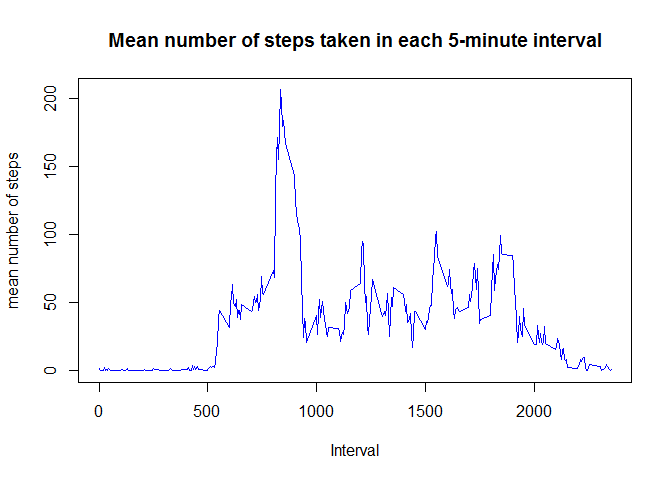 Mean number of steps taken in each 5-minute interval
mean number of steps
200
150
100
50
0
0 500 1000 1500 2000
Interval